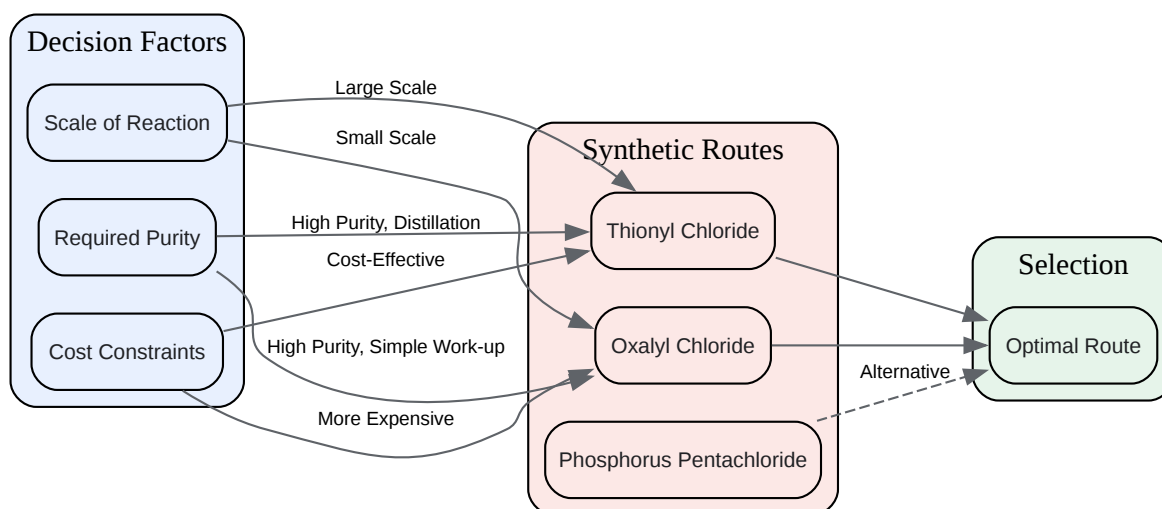 Decision Factors
Scale of Reaction
Required Purity
Cost Constraints
Large Scale
Small Scale
High Purity, Distillation
Cost-Effective
High Purity, Simple Work-up
More Expensive
Synthetic Routes
Thionyl Chloride
Oxalyl Chloride
Phosphorus Pentachloride
Alternative
Selection
Optimal Route